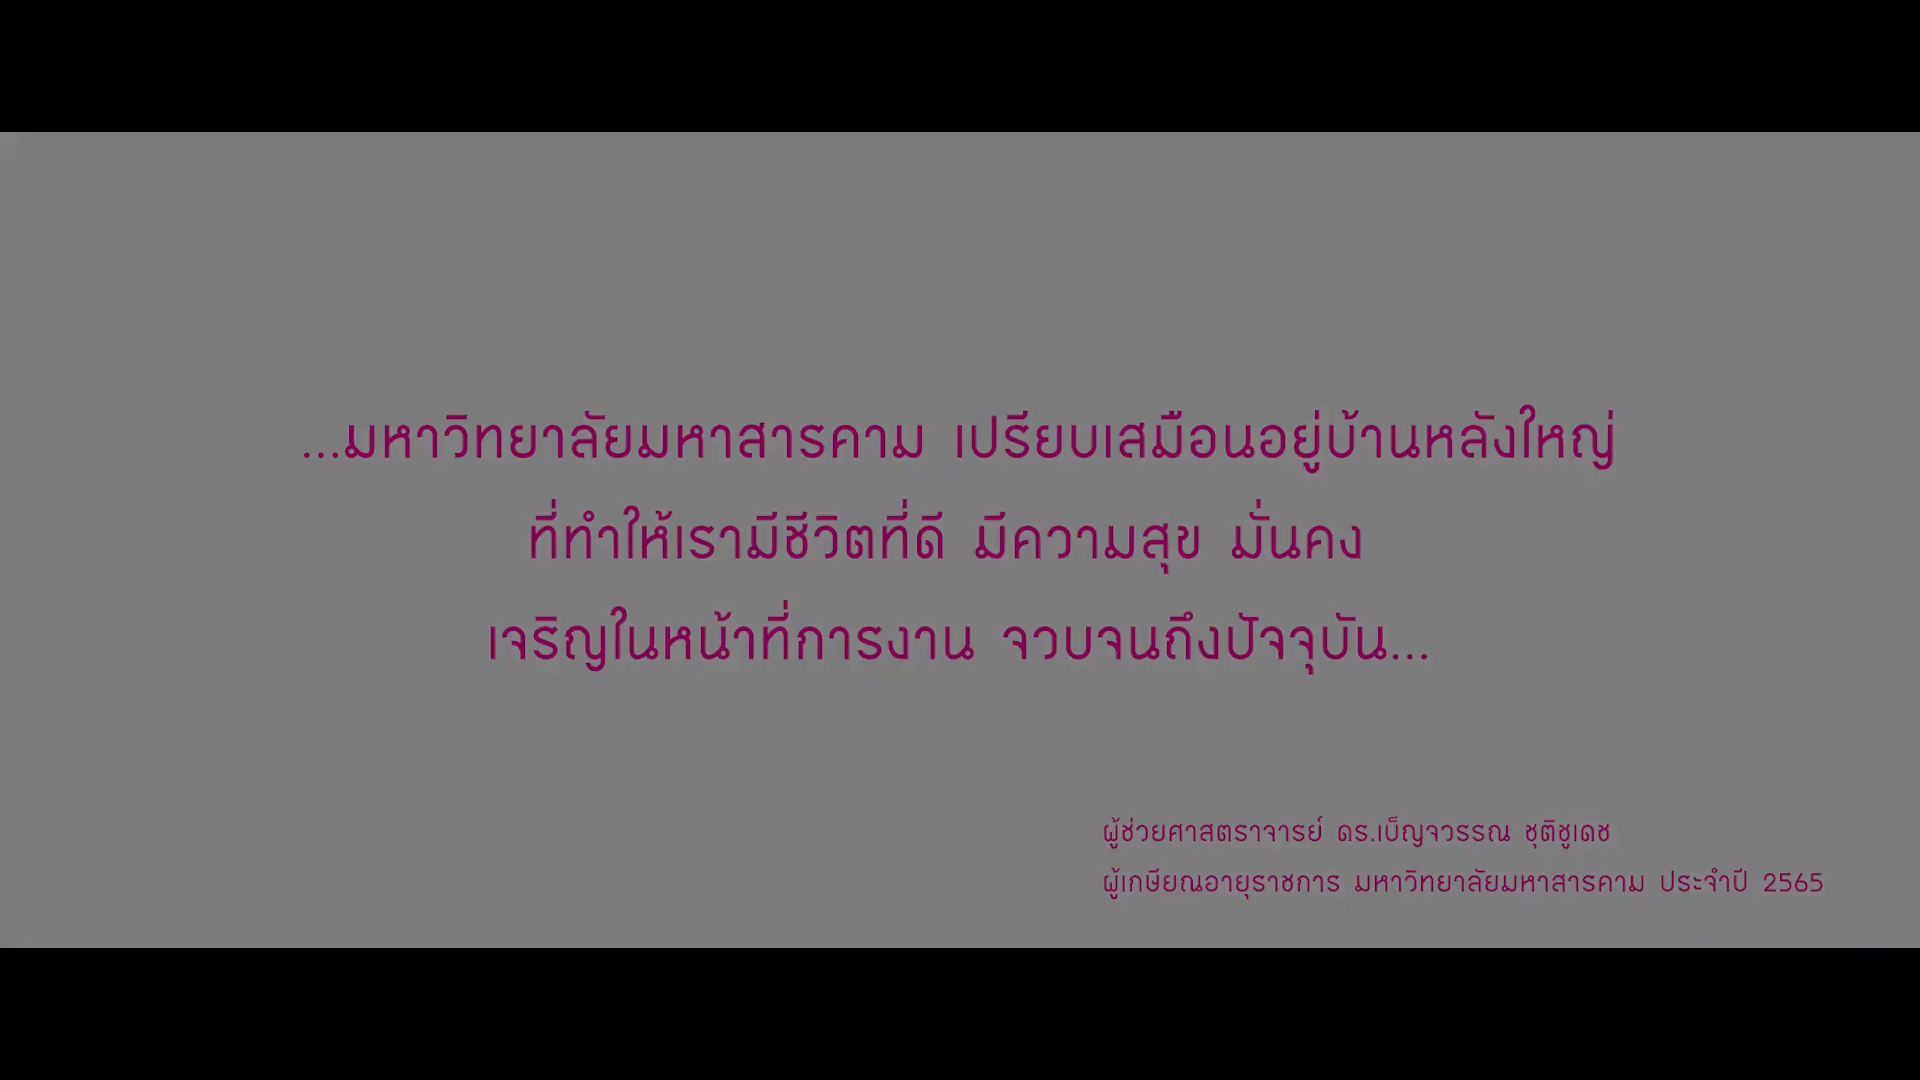 ...มหาวิทยาลัยมหาสารคาม เปรียบเสมือนอยู่บ้านหลังใหญ่
ที่ทำให้เรามีชีวิตที่ดี มีความสุข มั่นคง
เจริญในหน้าที่การงาน จวบจนถึงปัจจุบัน...
ผู้ช่วยศาสตราจารย์ ดร.เบ็ญจวรรณ ชุติชูเดช
ผู้เกษียณอายุราชการ มหาวิทยาลัยมหาสารคาม ประจำปี 2565